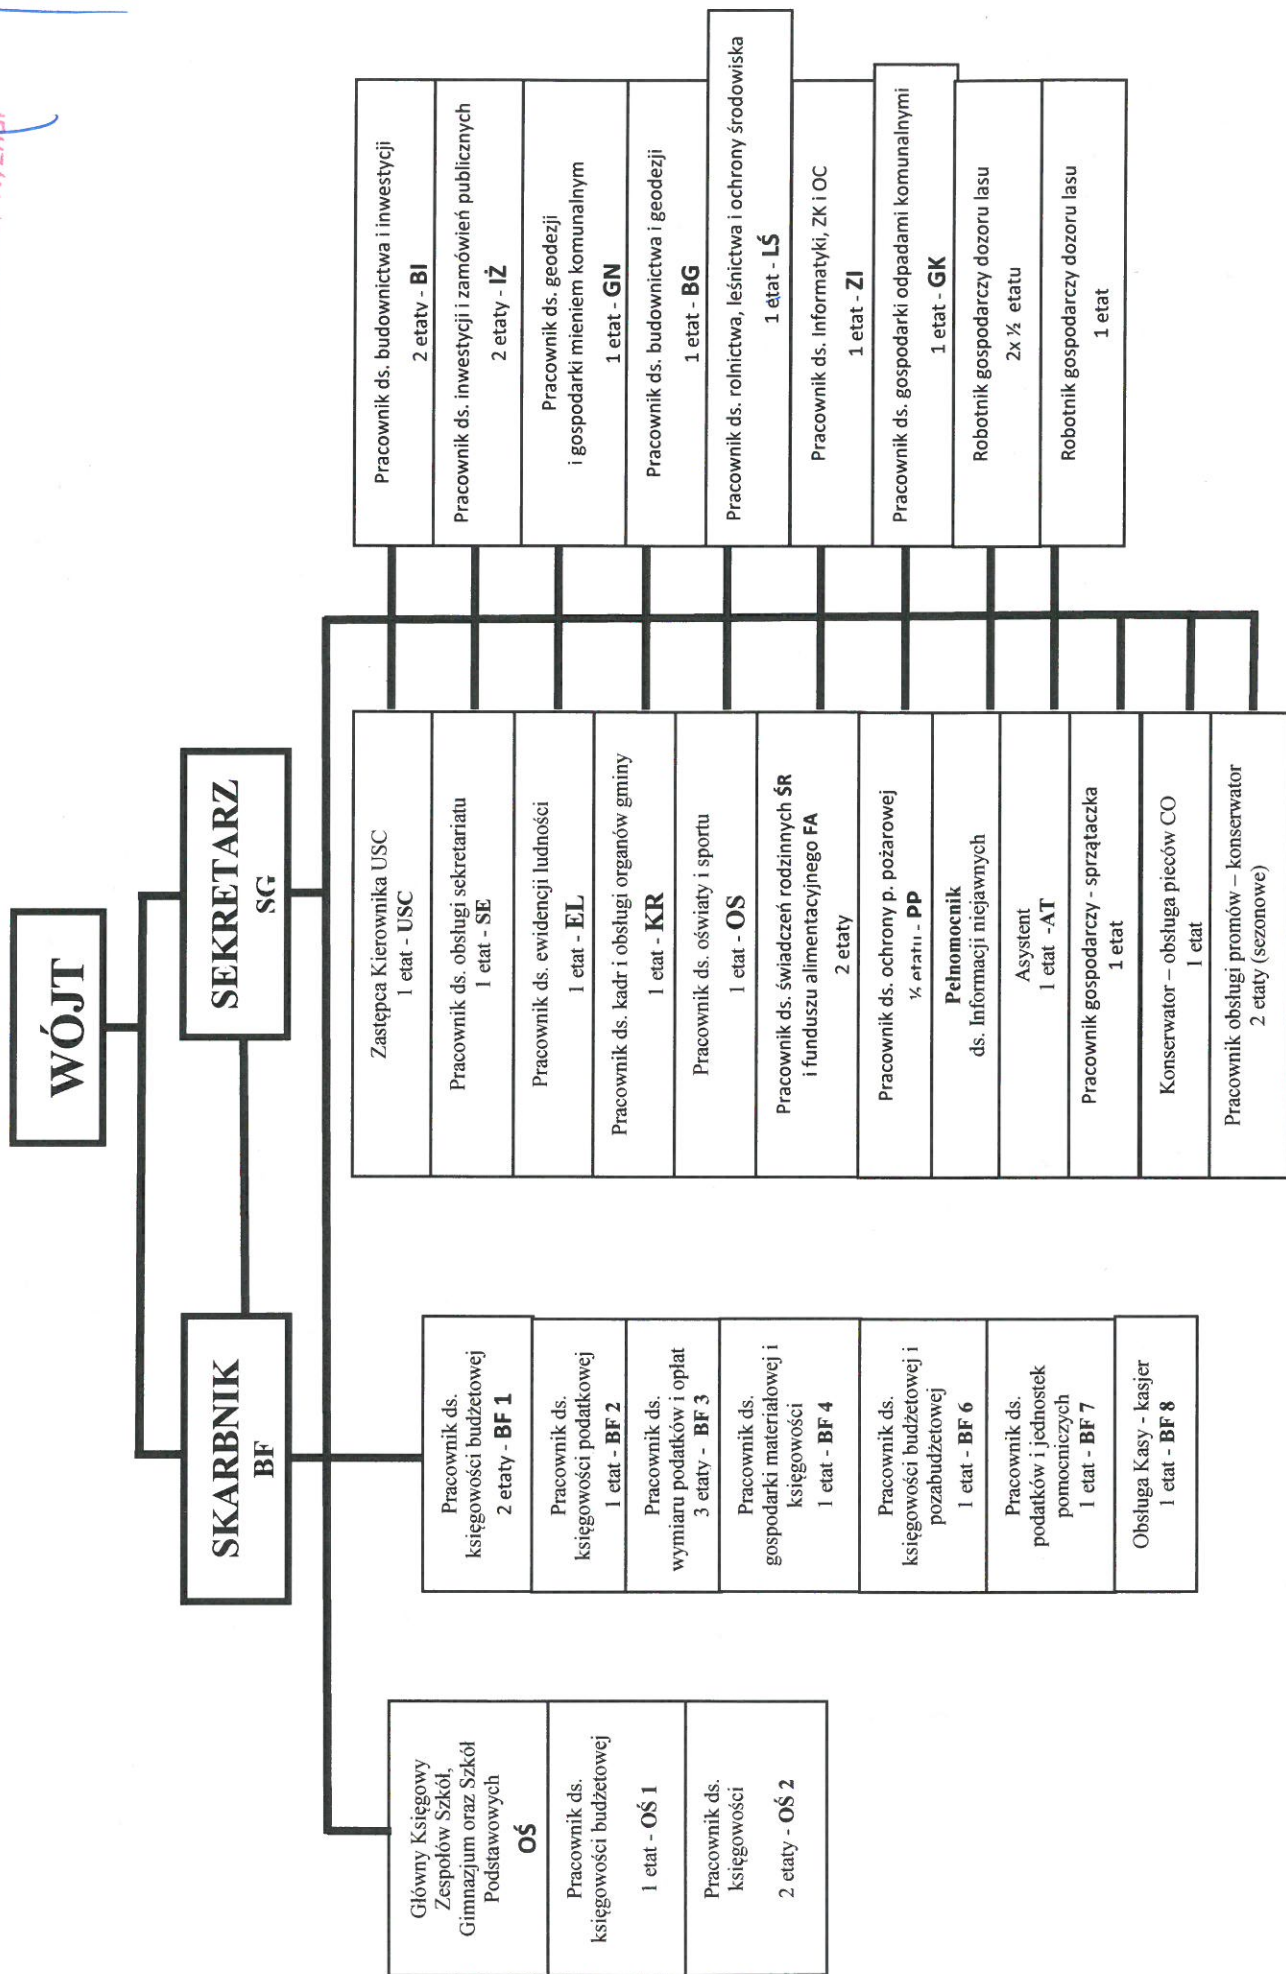 WÓJT
SKARBNIK
BF
SEKRETARZ
SG
Główny Księgowy
Zespołów Szkół,
Gimnazjum oraz Szkół
Podstawowych
OŚ
Pracownik ds.
księgowości budżetowej
1 etat - OŚ 1
Pracownik ds.
księgowości
2 etaty - OŚ 2
Pracownik ds.
księgowości budżetowej
2 etaty - BF 1
Pracownik ds.
księgowości podatkowej
1 etat - BF 2
Pracownik ds.
wymiaru podatków i opłat
3 etaty - BF 3
Pracownik ds.
gospodarki materiałowej i
księgowości
1 etat - BF 4
Pracownik ds.
księgowości budżetowej i
pozabudżetowej
1 etat - BF 6
Pracownik ds.
podatków i jednostek
pomocniczych
1 etat - BF 7
Obsługa Kasy - kasjer
1 etat - BF 8
Zastępca Kierownika USC
1 etat - USC
Pracownik ds. obsługi sekretariatu
1 etat - SE
Pracownik ds. ewidencji ludności
1 etat - EL
Pracownik ds. kadr i obsługi organów gminy
1 etat - KR
Pracownik ds. oświaty i sportu
1 etat - OS
Pracownik ds. świadczeń rodzinnych ŚR
i funduszu alimentacyjnego FA
2 etaty
Pracownik ds. ochrony p. pożarowej
etatu - PP
Pełnomocnik
ds. Informacji niejawnych
Asystent
1 etat -AT
Pracownik gospodarczy - sprzątaczka
1 etat
Konserwator – obsługa pieców CO
1 etat
Pracownik obsługi promów – konserwator
2 etaty (sezonowe)
Pracownik ds. budownictwa i inwestycji
2 etaty - BI
Pracownik ds. inwestycji i zamówień publicznych
2 etaty - IŻ
Pracownik ds. geodezji
i gospodarki mieniem komunalnym
1 etat - GN
Pracownik ds. budownictwa i geodezji
1 etat - BG
Pracownik ds. rolnictwa, leśnictwa i ochrony środowiska
1 etat - LŚ
Pracownik ds. Informatyki, ZK i OC
1 etat - ZI
Pracownik ds. gospodarki odpadami komunalnymi
1 etat - GK
Robotnik gospodarczy dozoru lasu
2x ½ etatu
Robotnik gospodarczy dozoru lasu
1 etat